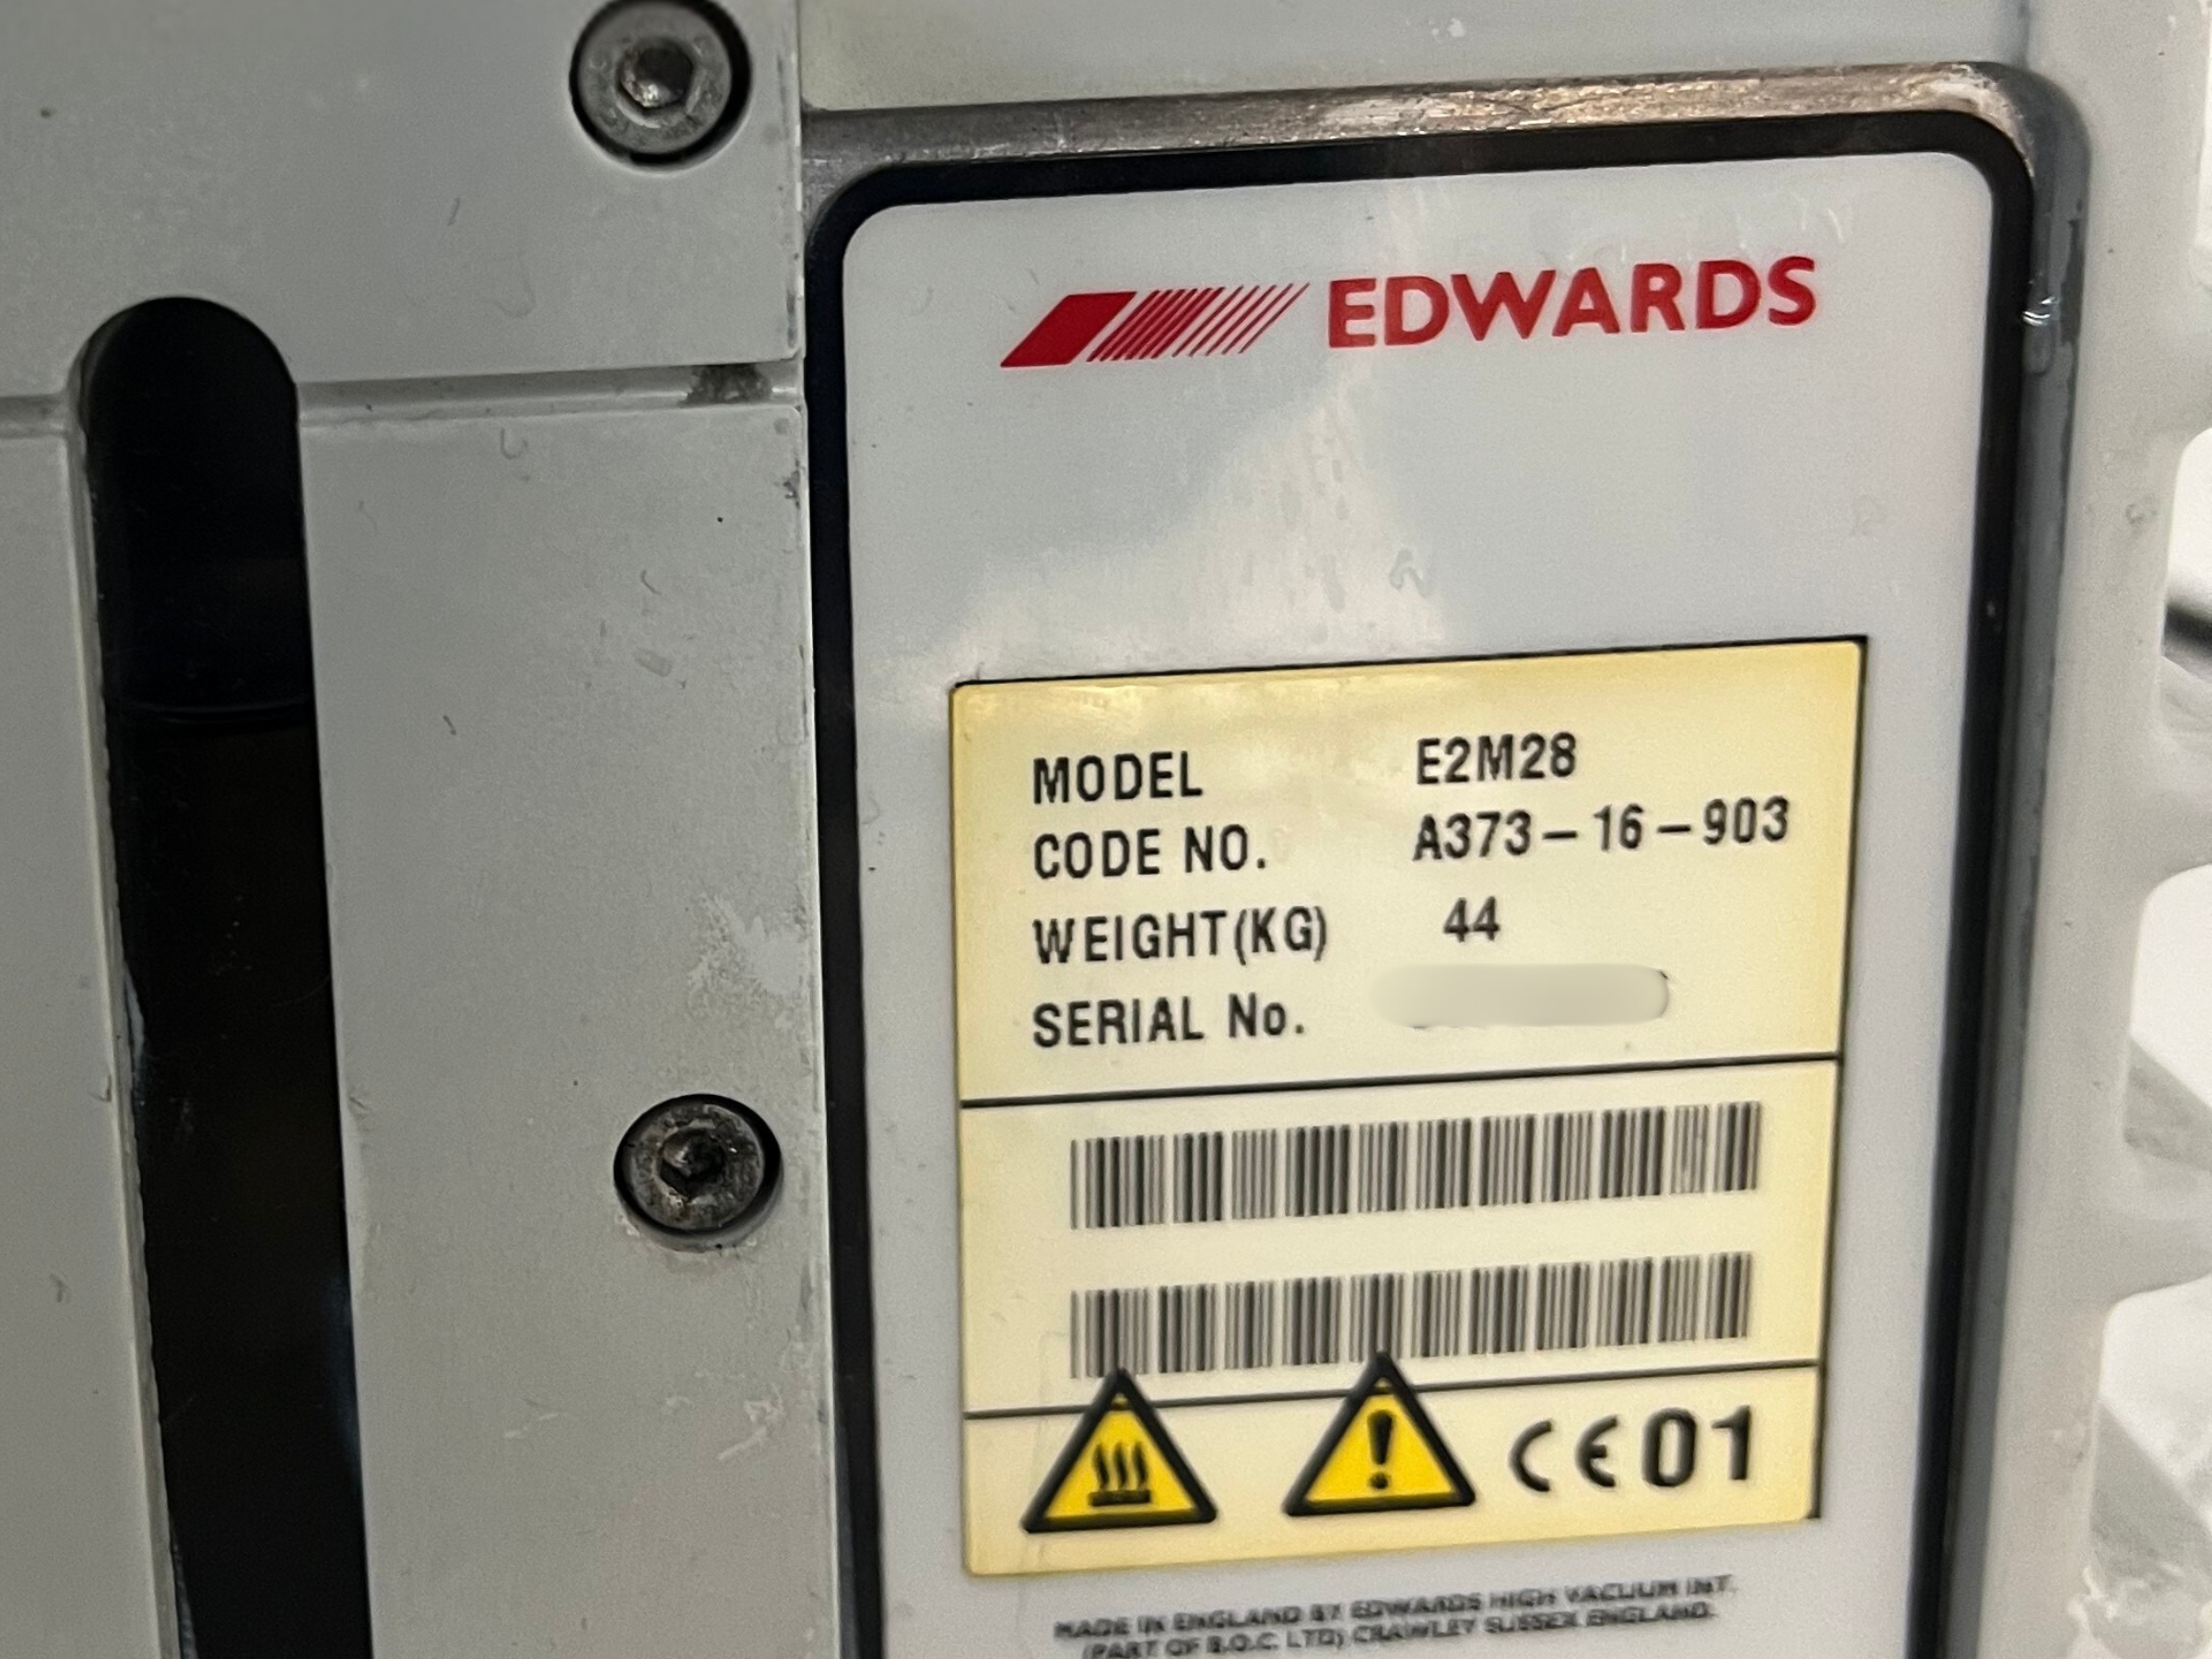 EDWARDS
MODEL E2M28
CODE NO. A373-16-903
WEIGHT(KG) 44
SERIAL No.
CE 01
MADE IN ENGLAND BY EDWARDS HIGH VACUUM INT.
(PART OF B.O.C. LTD) CRAWLEY SUSSEX ENGLAND.